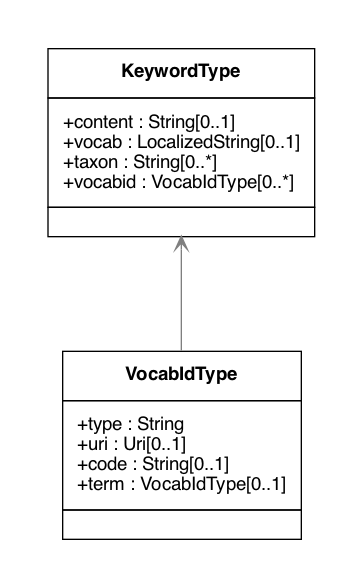 KeywordType
+content : String[0..1]
+vocab : LocalizedString[0..1]
+taxon : String[0..*]
+vocabid : VocabIdType[0..*]
VocabIdType
+type : String
+uri : Uri[0..1]
+code : String[0..1]
+term : VocabIdType[0..1]